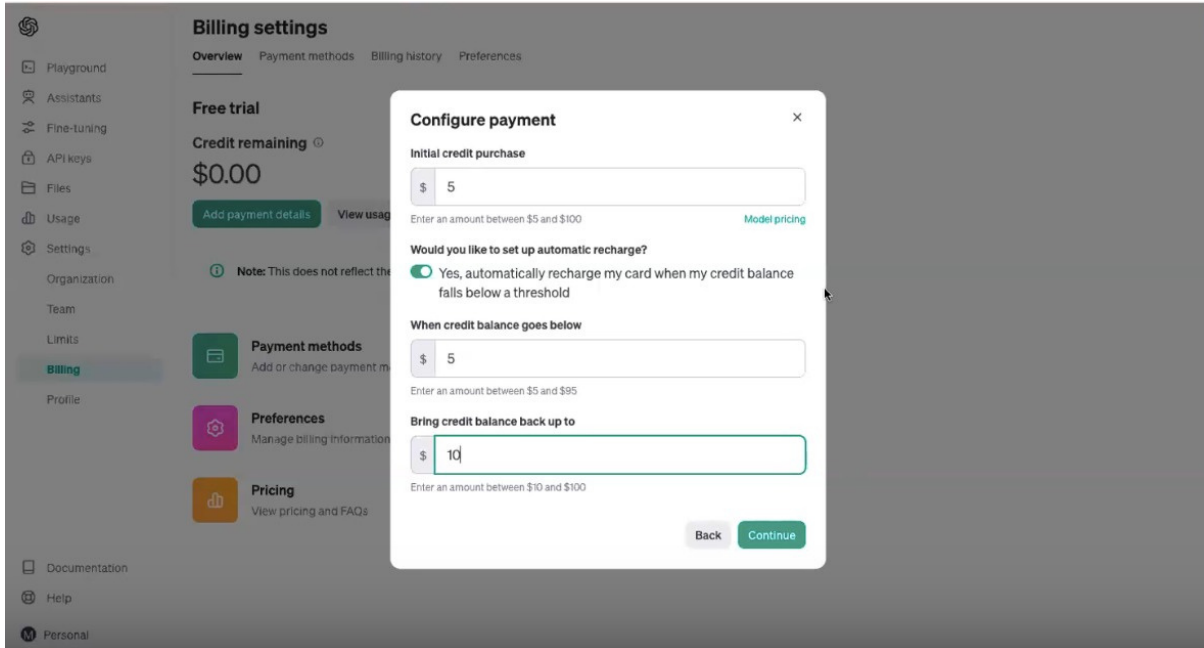 Billing settings
Overview Payment methods Billing history Preferences
Playground
Assistants
Fine-tuning
API keys
Files
Usage
Settings
Organization
Team
Limits
Billing
Profile
Documentation
Help
M Personal
Free trial
Credit remaining
$0.00
Add payment details View usag
Note: This does not reflect the
Payment methods
Add or change payment m
Preferences
Manage billing information
Pricing
View pricing and FAQs
Configure payment
Initial credit purchase
$ 5
Enter an amount between $5 and $100 Model pricing
Would you like to set up automatic recharge?
Yes, automatically recharge my card when my credit balance
falls below a threshold
When credit balance goes below
$ 5
Enter an amount between $5 and $95
Bring credit balance back up to
$ 10
Enter an amount between $10 and $100
Back Continue